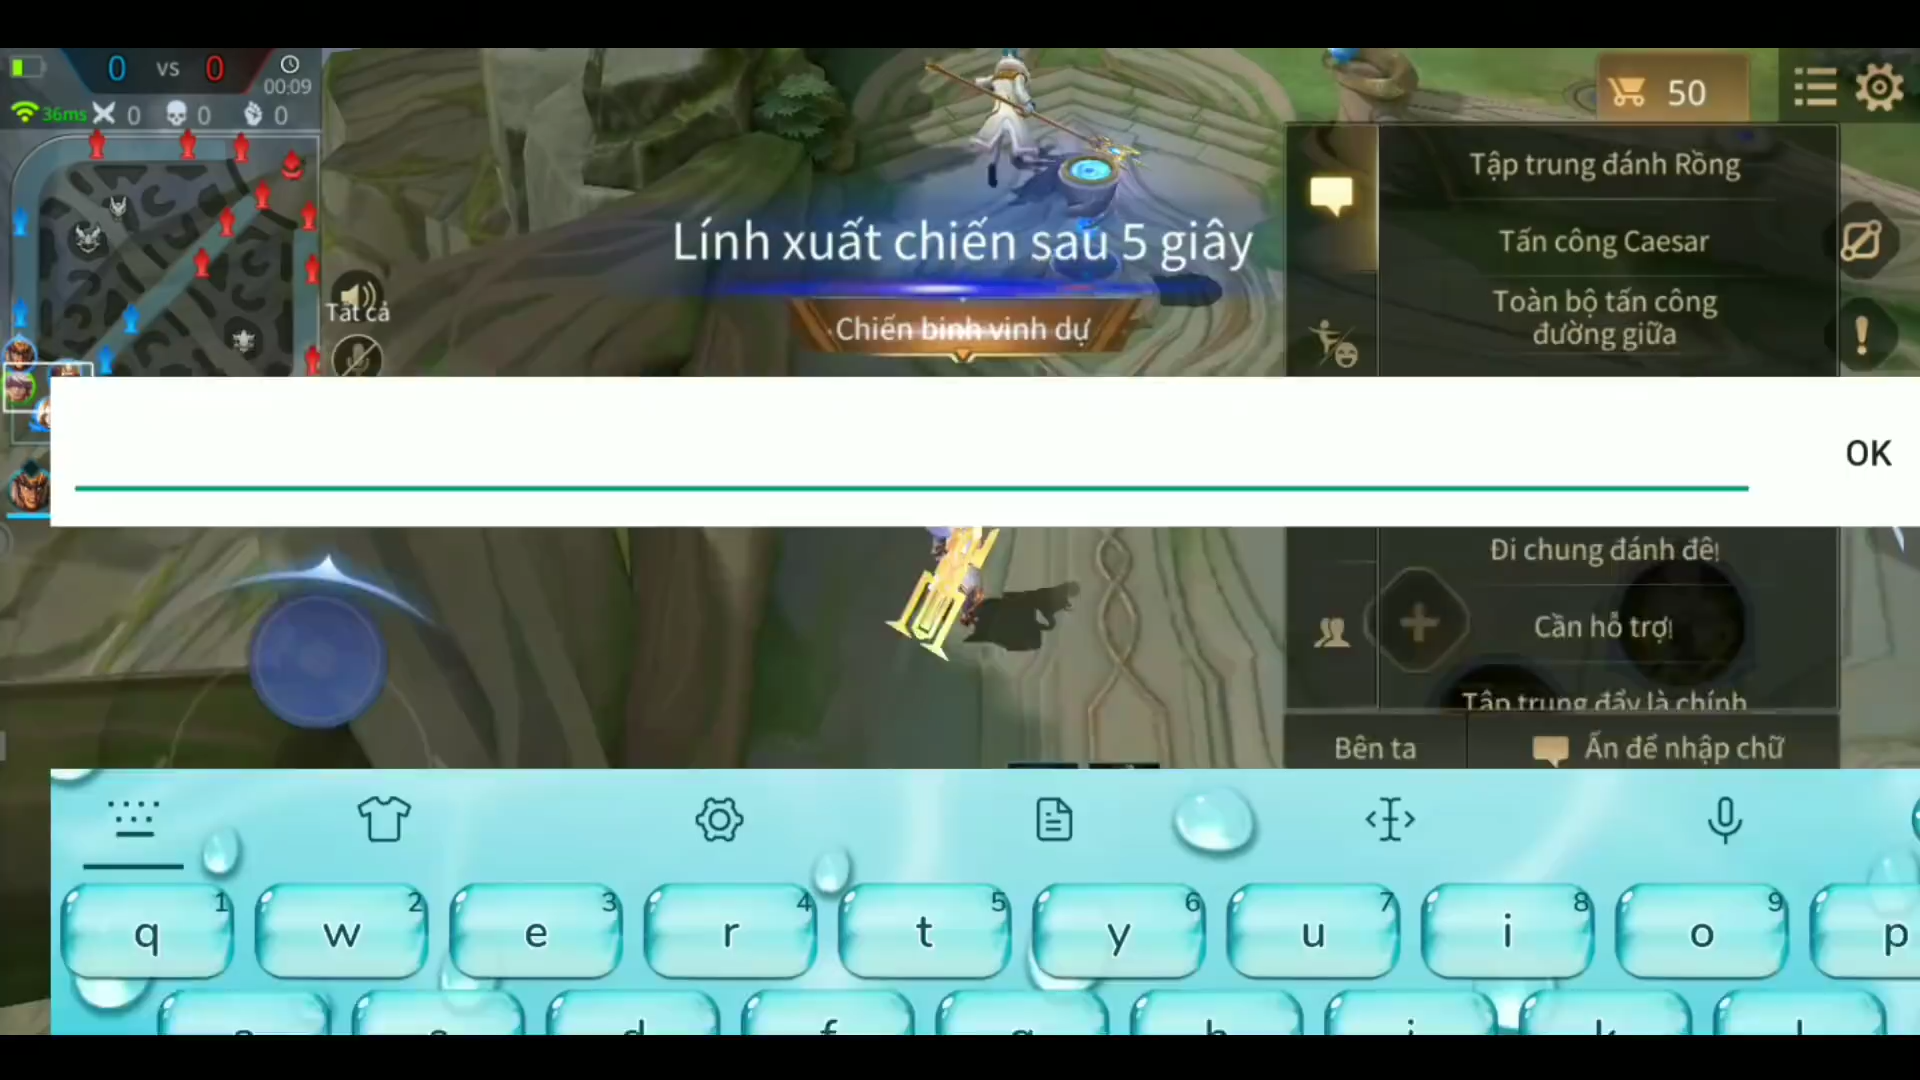 0 vs 0
00:09
36ms 0 0 0
50
Tập trung đánh Rồng
Tấn công Caesar
Toàn bộ tấn công
đường giữa
Lính xuất chiến sau 5 giây
Chiến binh vinh dự
Tất cả
OK
Đi chung đánh đê!
Cần hỗ trợ!
Tập trung đẩy là chính
Bên ta
Ấn để nhập chữ
q 1 w 2 e 3 r 4 t 5 y 6 u 7 i 8 o 9 p
a s d f g h j k l